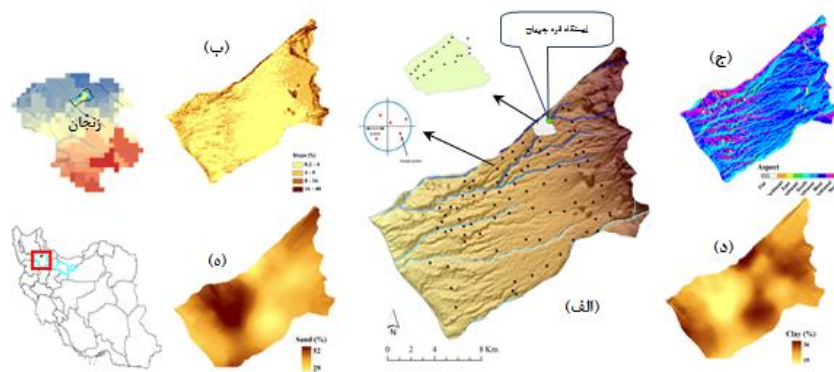 (ب)
ایستگاه قره چریان
(ج)
زنجان
Slope (%)
0.2 - 4
4 - 8
8 - 16
16 - 40
Aspect
(ه)
(الف)
(د)
Sand (%)
52
29
N
0 2 4 8 Km
Clay (%)
36